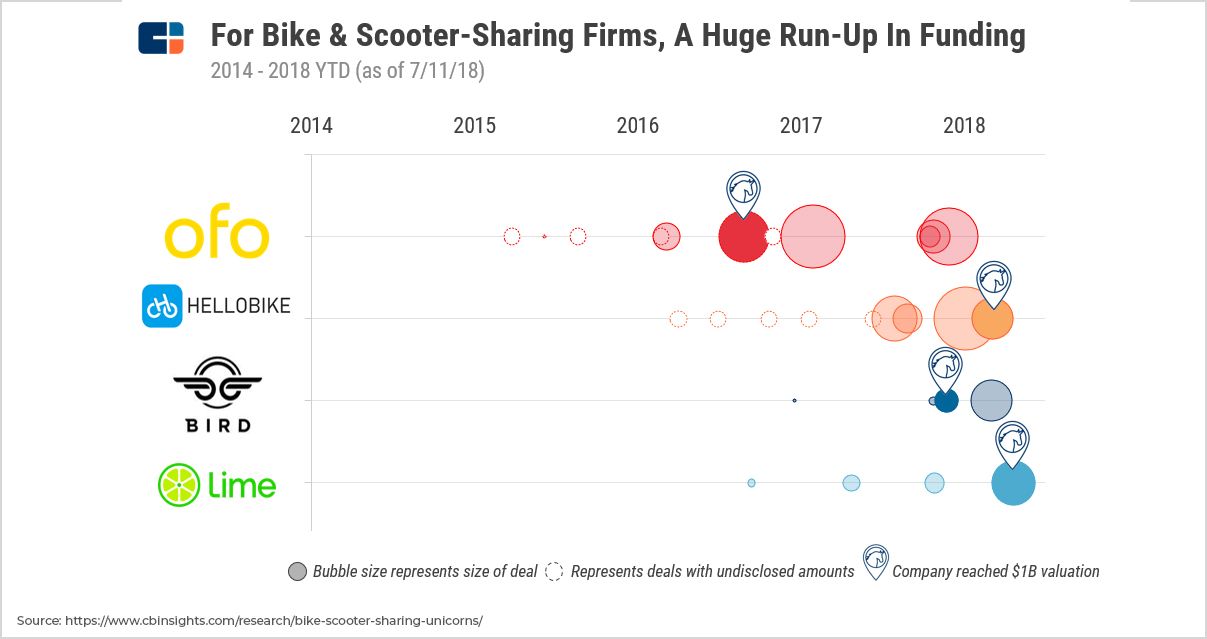 For Bike & Scooter-Sharing Firms, A Huge Run-Up In Funding
2014 - 2018 YTD (as of 7/11/18)
2014 2015 2016 2017 2018
ofo
HELLOBIKE
BIRD
Lime
Bubble size represents size of deal Represents deals with undisclosed amounts Company reached $1B valuation
Source: https://www.cbinsights.com/research/bike-scooter-sharing-unicorns/